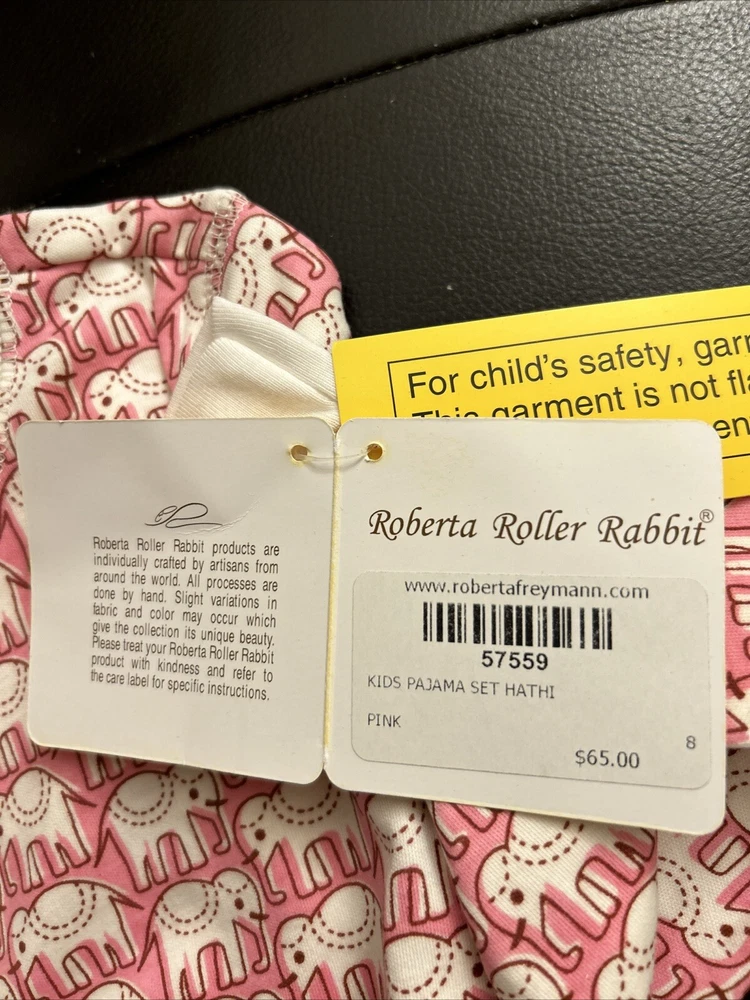 For child's safety, garm
This garment is not fla
en
Roberta Roller Rabbit products are
individually crafted by artisans from
around the world. All processes are
done by hand. Slight variations in
fabric and color may occur which
give the collection its unique beauty.
Please treat your Roberta Roller Rabbit
product with kindness and refer to
the care label for specific instructions.
Roberta Roller Rabbit®
www.robertafreymann.com
57559
KIDS PAJAMA SET HATHI
PINK
8
$65.00